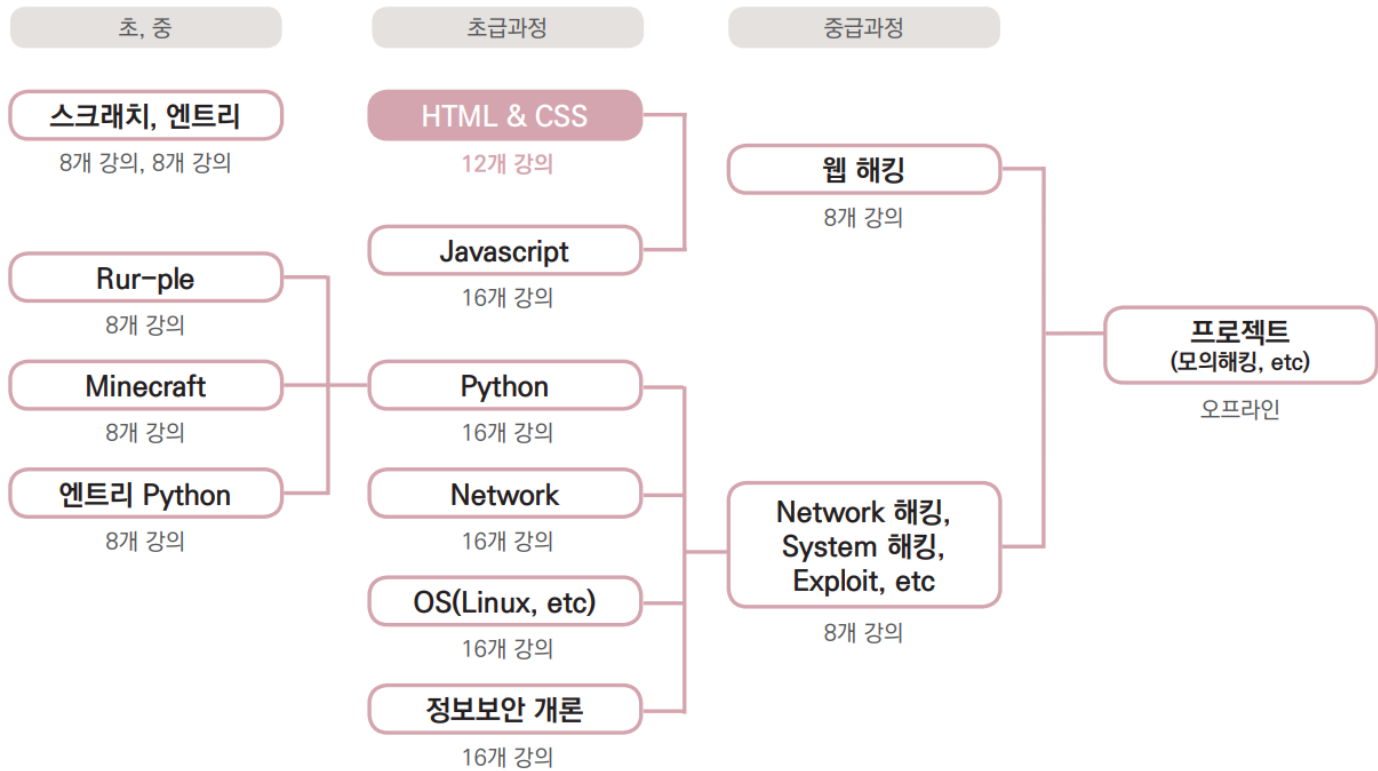 초, 중
초급과정
중급과정
스크래치, 엔트리
8개 강의, 8개 강의
HTML & CSS
12개 강의
웹 해킹
8개 강의
Javascript
16개 강의
Rur-ple
8개 강의
프로젝트
(모의해킹, etc)
오프라인
Minecraft
8개 강의
Python
16개 강의
엔트리 Python
8개 강의
Network
16개 강의
Network 해킹,
System 해킹,
Exploit, etc
8개 강의
OS(Linux, etc)
16개 강의
정보보안 개론
16개 강의